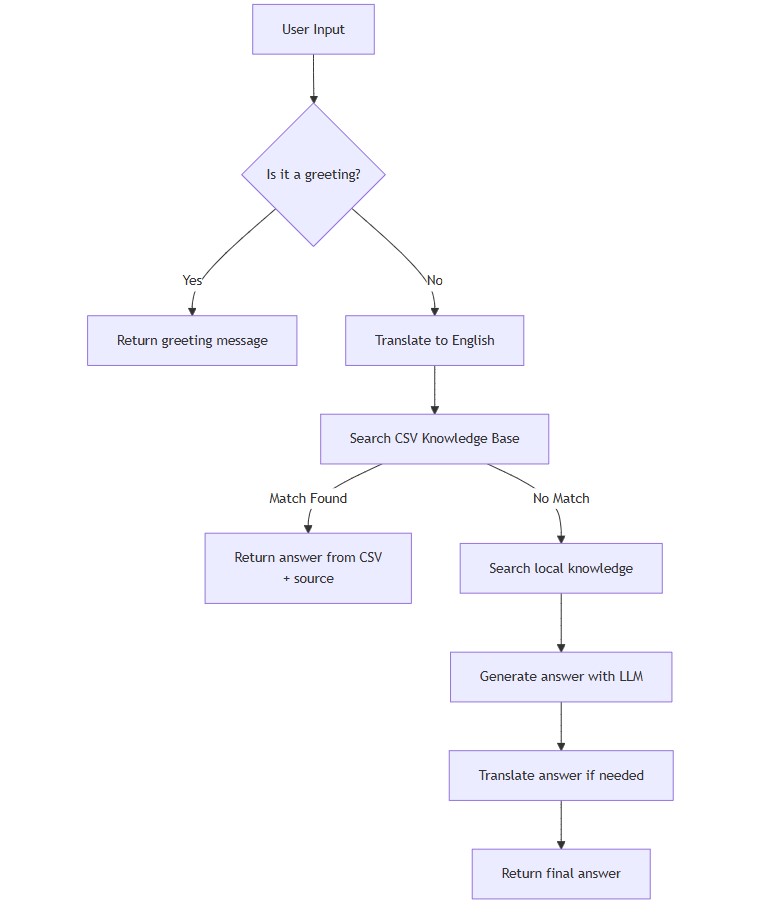 User Input
Is it a greeting?
Yes
No
Return greeting message
Translate to English
Search CSV Knowledge Base
Match Found
No Match
Return answer from CSV
+ source
Search local knowledge
Generate answer with LLM
Translate answer if needed
Return final answer